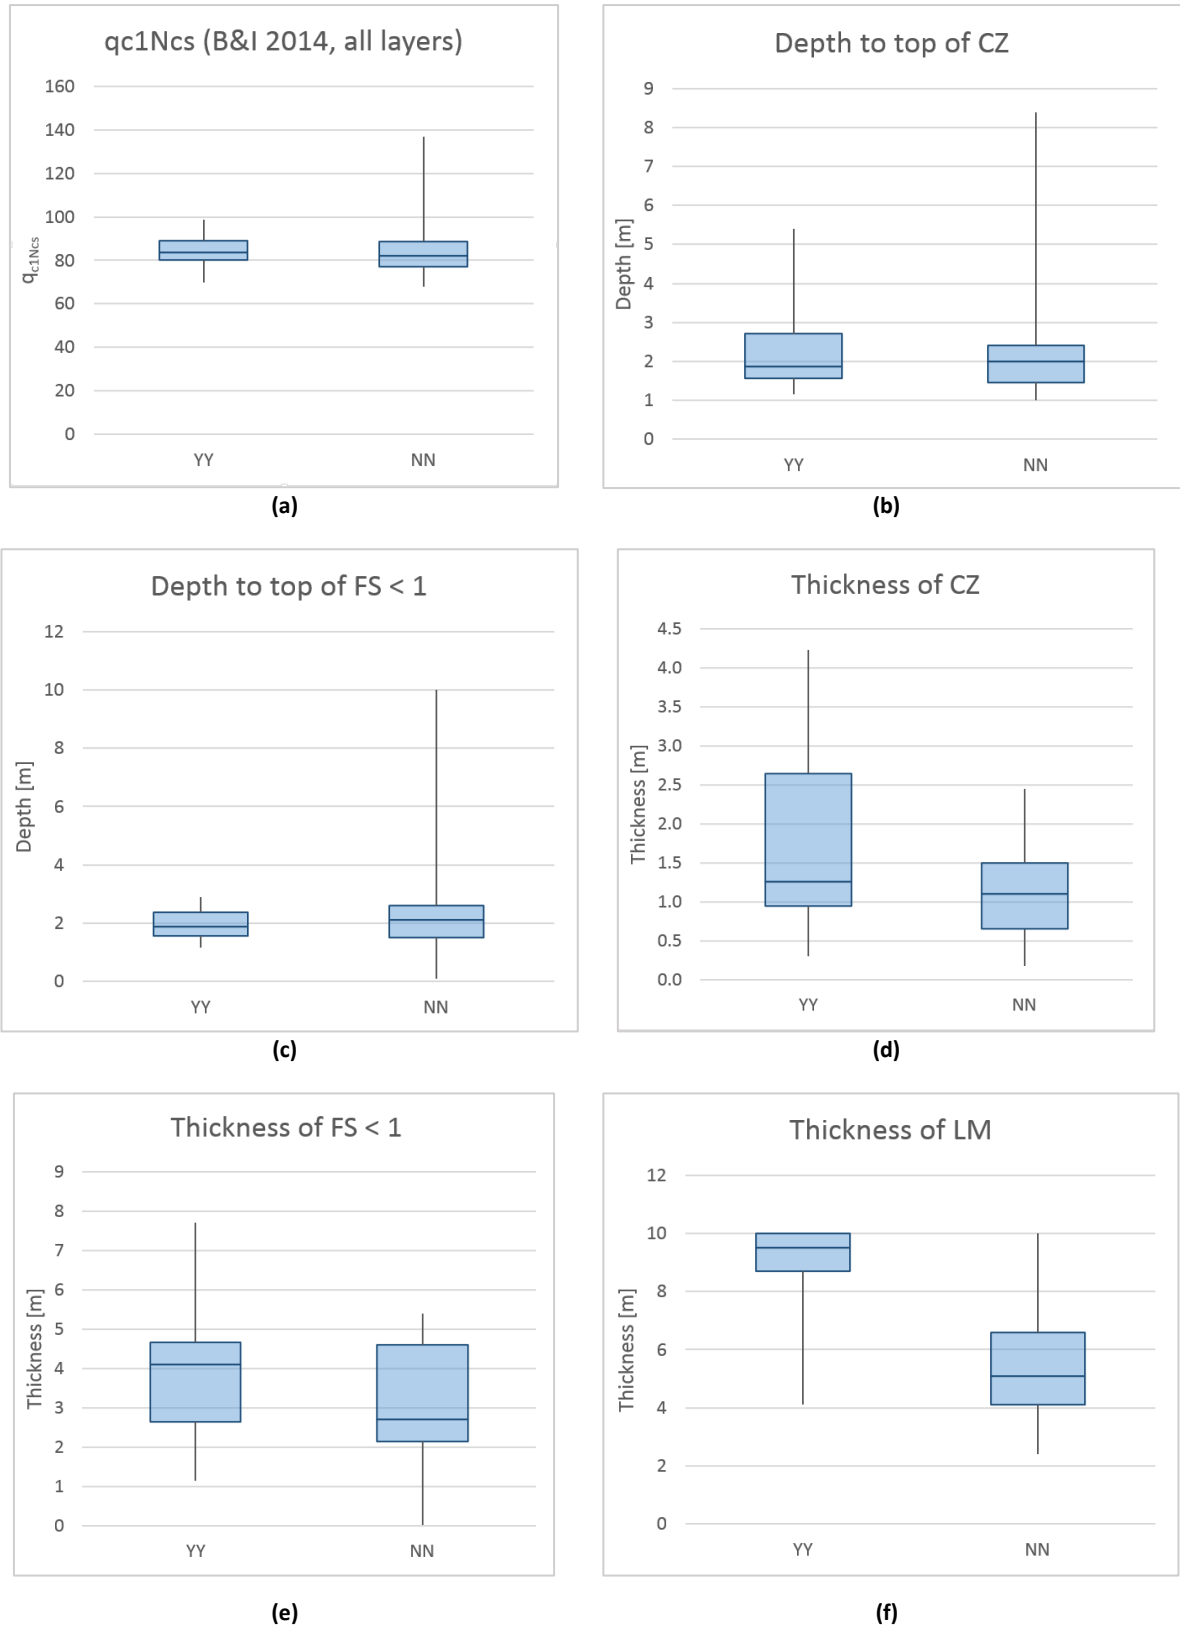 qc1Ncs (B&I 2014, all layers)
160
140
120
100
80
60
40
20
0
qc1Ncs
YY NN
(a)
Depth to top of CZ
9
8
7
6
5
4
3
2
1
0
Depth [m]
YY NN
(b)
Depth to top of FS < 1
12
10
8
6
4
2
0
Depth [m]
YY NN
(c)
Thickness of CZ
4.5
4.0
3.5
3.0
2.5
2.0
1.5
1.0
0.5
0.0
Thickness [m]
YY NN
(d)
Thickness of FS < 1
9
8
7
6
5
4
3
2
1
0
Thickness [m]
YY NN
(e)
Thickness of LM
12
10
8
6
4
2
0
Thickness [m]
YY NN
(f)